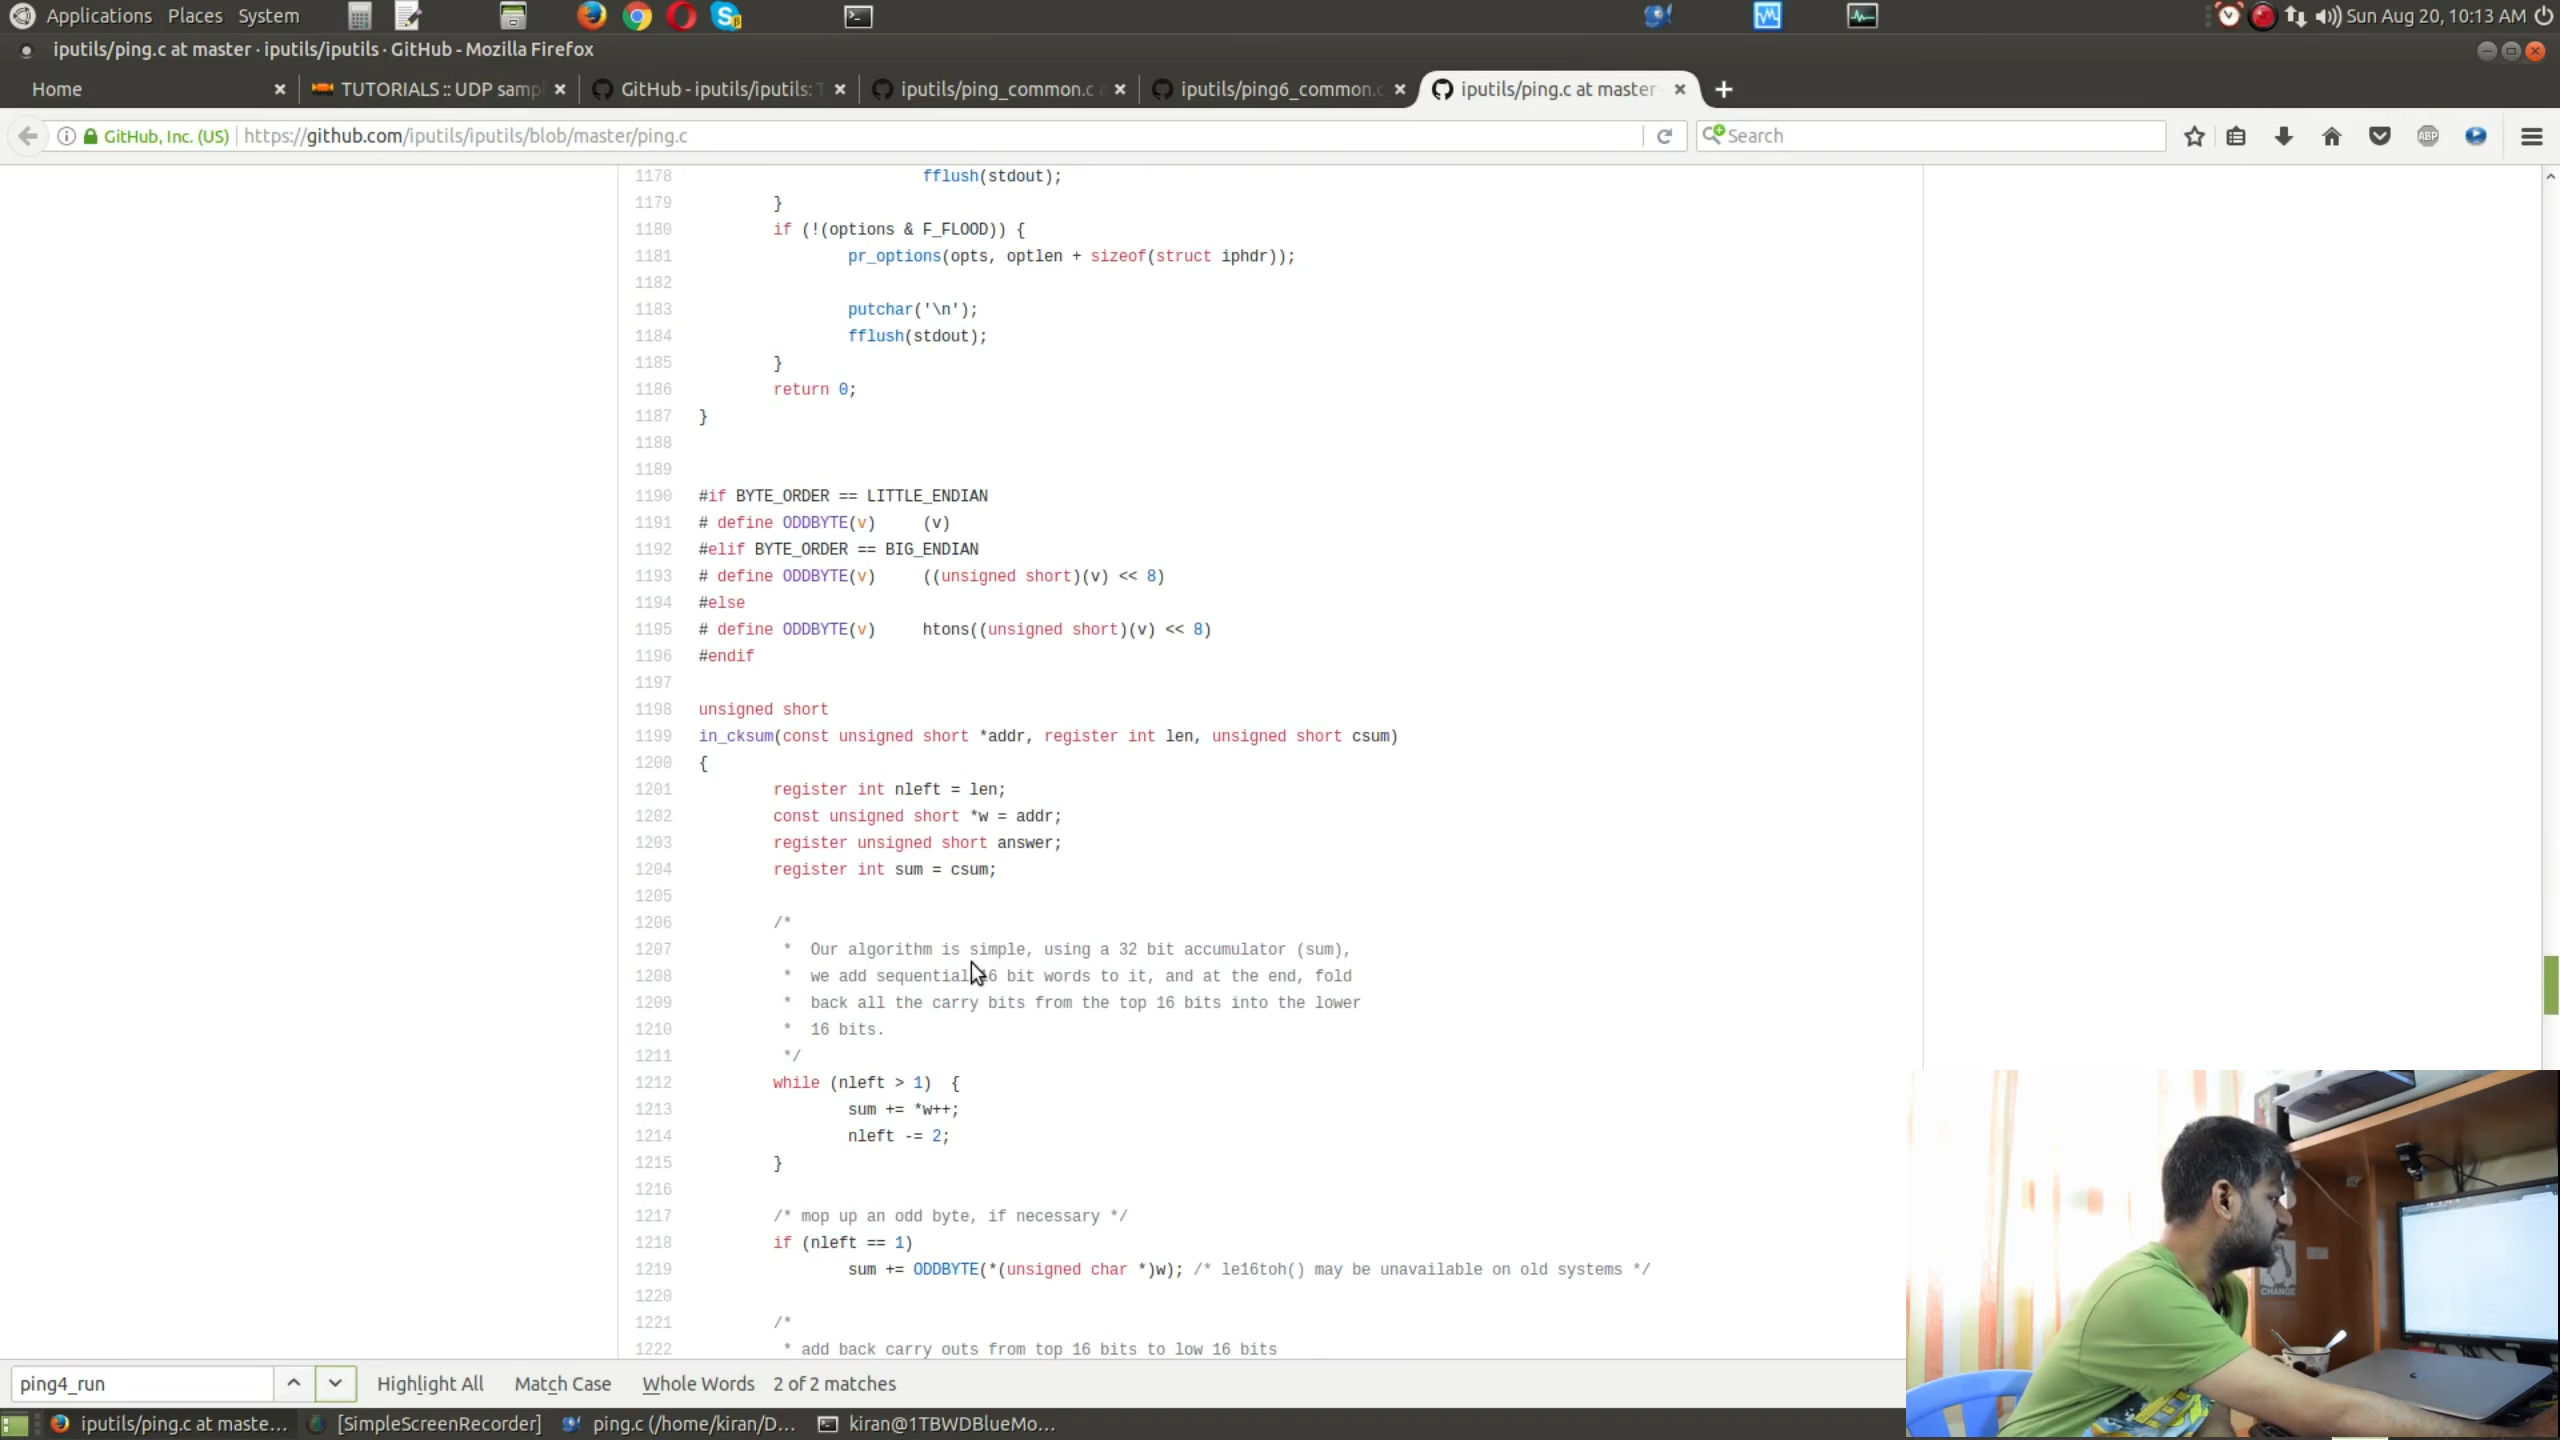 Applications Places System Sun Aug 20, 10:13 AM
iputils/ping.c at master · iputils/iputils · GitHub - Mozilla Firefox
Home TUTORIALS :: UDP samp GitHub - iputils/iputils: T iputils/ping_common.c a iputils/ping6_common.c iputils/ping.c at master
GitHub, Inc. (US) https://github.com/iputils/iputils/blob/master/ping.c Search ABP
1178 fflush(stdout);
1179 }
1180 if (!(options & F_FLOOD)) {
1181 pr_options(opts, optlen + sizeof(struct iphdr));
1182
1183 putchar('\n');
1184 fflush(stdout);
1185 }
1186 return 0;
1187 }
1188
1189
1190 #if BYTE_ORDER == LITTLE_ENDIAN
1191 # define ODDBYTE(v) (v)
1192 #elif BYTE_ORDER == BIG_ENDIAN
1193 # define ODDBYTE(v) ((unsigned short)(v) << 8)
1194 #else
1195 # define ODDBYTE(v) htons((unsigned short)(v) << 8)
1196 #endif
1197
1198 unsigned short
1199 in_cksum(const unsigned short *addr, register int len, unsigned short csum)
1200 {
1201 register int nleft = len;
1202 const unsigned short *w = addr;
1203 register unsigned short answer;
1204 register int sum = csum;
1205
1206 /*
1207 * Our algorithm is simple, using a 32 bit accumulator (sum),
1208 * we add sequential 16 bit words to it, and at the end, fold
1209 * back all the carry bits from the top 16 bits into the lower
1210 * 16 bits.
1211 */
1212 while (nleft > 1) {
1213 sum += *w++;
1214 nleft -= 2;
1215 }
1216
1217 /* mop up an odd byte, if necessary */
1218 if (nleft == 1)
1219 sum += ODDBYTE(*(unsigned char *)w); /* le16toh() may be unavailable on old systems */
1220
1221 /*
1222 * add back carry outs from top 16 bits to low 16 bits
CHANGE
ping4_run Highlight All Match Case Whole Words 2 of 2 matches
iputils/ping.c at maste... [SimpleScreenRecorder] ping.c (/home/kiran/D... kiran@1TBWDBlueMo...